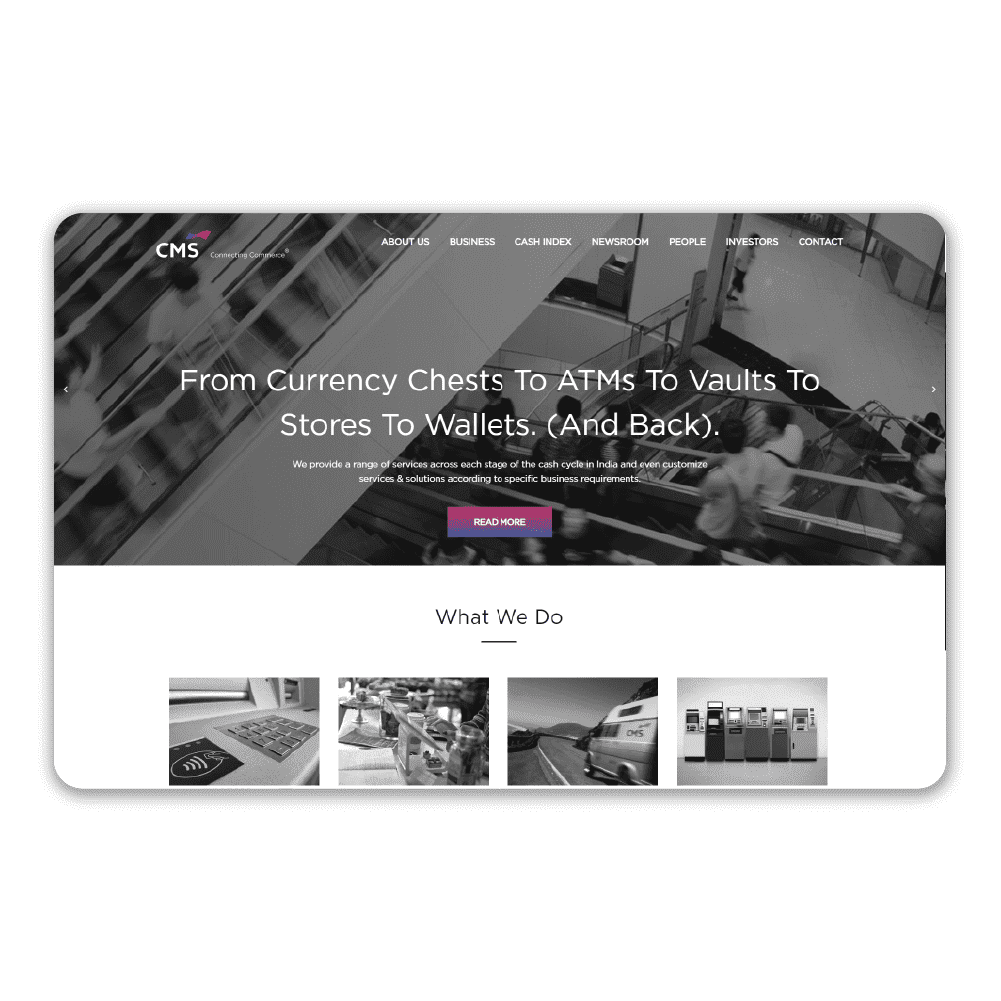 CMS Connecting Commerce®
ABOUT US BUSINESS CASH INDEX NEWSROOM PEOPLE INVESTORS CONTACT
From Currency Chests To ATMs To Vaults To
Stores To Wallets. (And Back).
We provide a range of services across each stage of the cash cycle in India and even customize
services & solutions according to specific business requirements.
READ MORE
What We Do
CMS